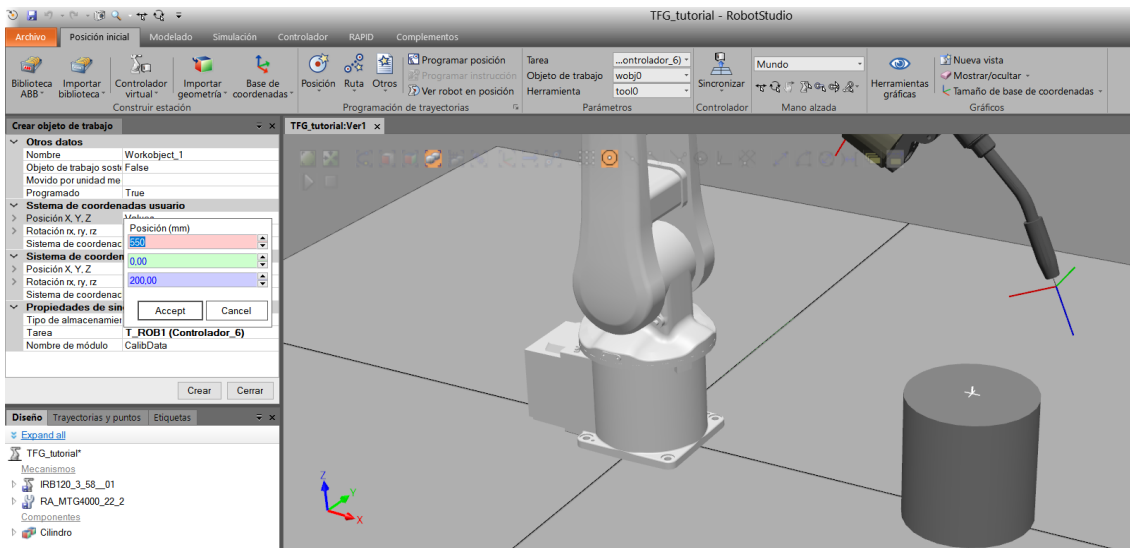 TFG_tutorial - RobotStudio
Archivo Posición inicial Modelado Simulación Controlador RAPID Complementos
Biblioteca ABB
Importar biblioteca
Controlador virtual
Importar geometría
Base de coordenadas
Construir estación
Posición Ruta Otros
Programar posición
Programar instrucción
Ver robot en posición
Programación de trayectorias
Tarea ...ontrolador_6)
Objeto de trabajo wobj0
Herramienta tool0
Parámetros
Sincronizar
Controlador
Mundo
Mano alzada
Herramientas gráficas
Nueva vista
Mostrar/ocultar
Tamaño de base de coordenadas
Gráficos
Crear objeto de trabajo
TFG_tutorial:Ver1
Otros datos
Nombre Workobject_1
Objeto de trabajo soste False
Movido por unidad me
Programado True
Sstema de coordenadas usuario
Posición X, Y, Z Values
Rotación rx, ry, rz
Sistema de coordenac
Sistema de coorden
Posición X, Y, Z
Rotación rx, ry, rz
Sistema de coordenac
Propiedades de sin
Tipo de almacenamier
Tarea T_ROB1 (Controlador_6)
Nombre de módulo CalibData
Posición (mm)
550
0,00
200,00
Accept Cancel
Crear Cerrar
Diseño Trayectorias y puntos Etiquetas
Expand all
TFG_tutorial*
Mecanismos
IRB120_3_58__01
RA_MTG4000_22_2
Componentes
Cilindro
Z
Y
X